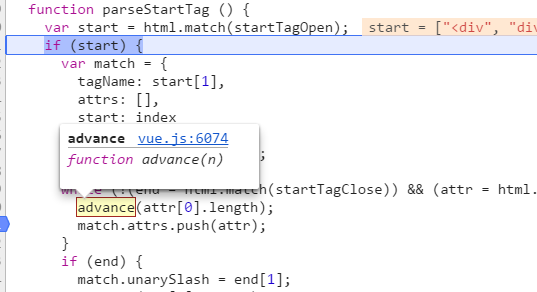 function parseStartTag () {
var start = html.match(startTagOpen); start = ["<div", "div
if (start) {
var match = {
tagName: start[1],
attrs: [],
start: index
advance vue.js:6074
function advance(n)
;
(end = html.match(startTagClose)) && (attr = html.
advance(attr[0].length);
match.attrs.push(attr);
}
if (end) {
match.unarySlash = end[1];